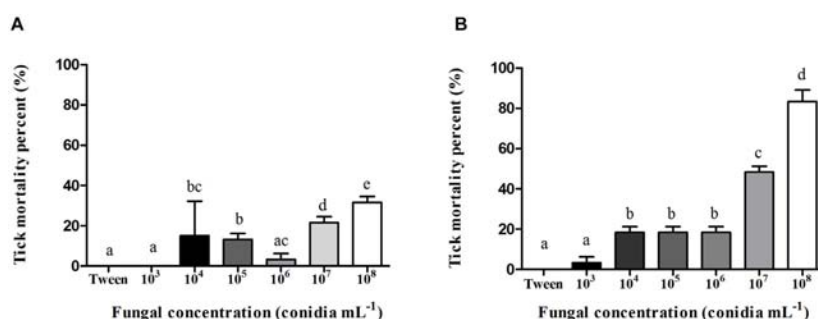 A
Tick mortality percent (%)
100
80
60
40
20
0
a
a
bc
b
ac
d
e
Tween 10³ 10⁴ 10⁵ 10⁶ 10⁷ 10⁸
Fungal concentration (conidia mL⁻¹)
B
Tick mortality percent (%)
100
80
60
40
20
0
a
a
b
b
b
c
d
Tween 10³ 10⁴ 10⁵ 10⁶ 10⁷ 10⁸
Fungal concentration (conidia mL⁻¹)